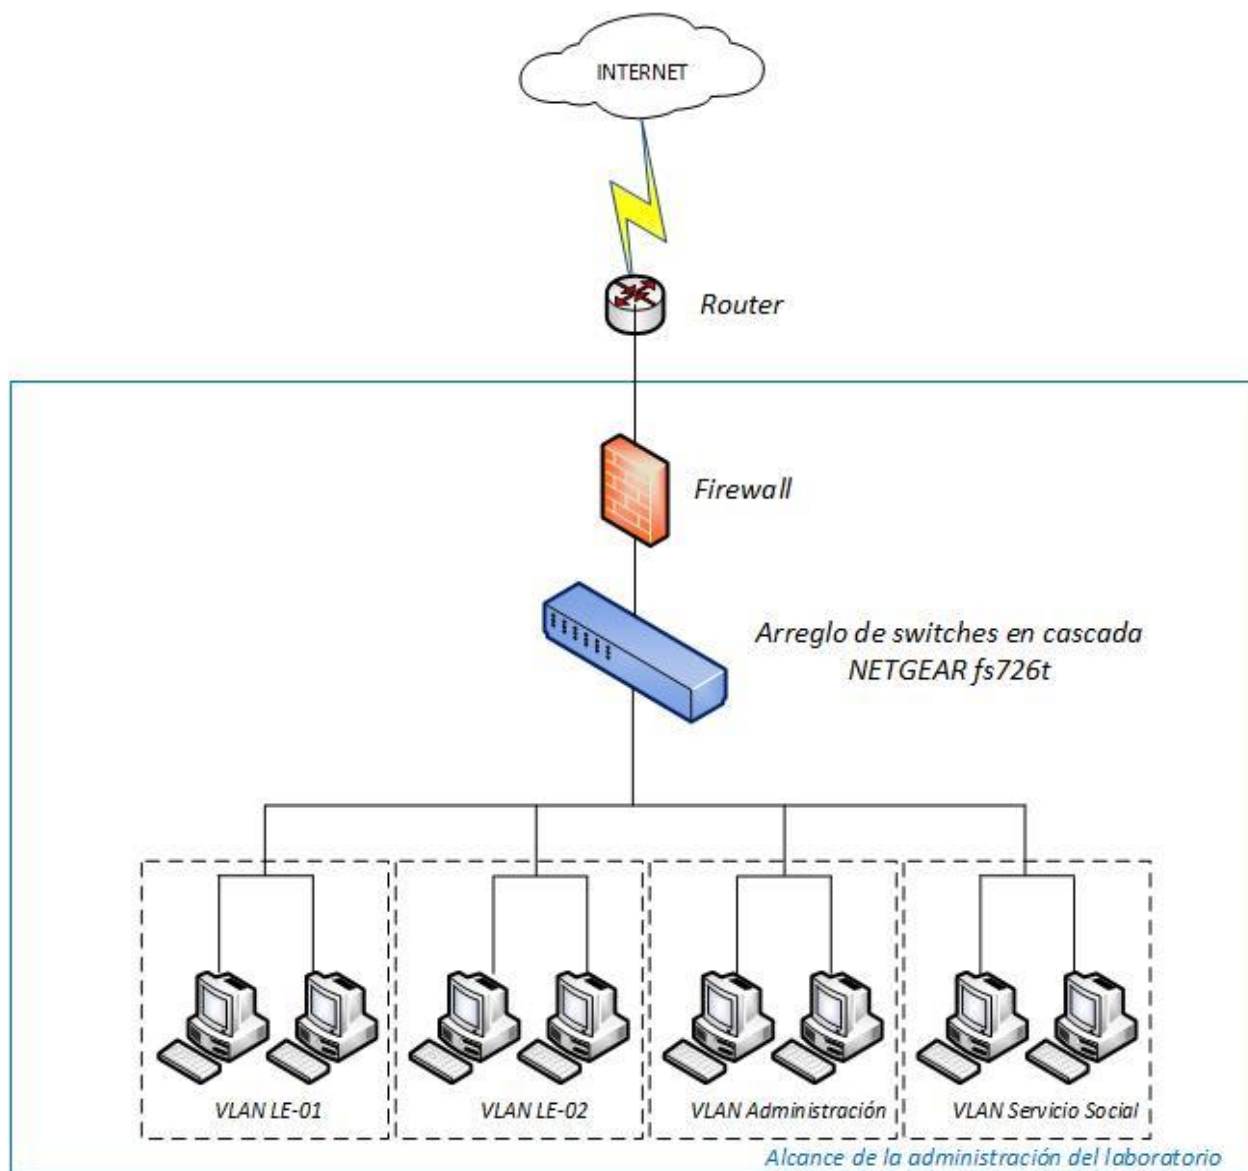 INTERNET
Router
Firewall
Arreglo de switches en cascada
NETGEAR fs726t
VLAN LE-01
VLAN LE-02
VLAN Administración
VLAN Servicio Social
Alcance de la administración del laboratorio